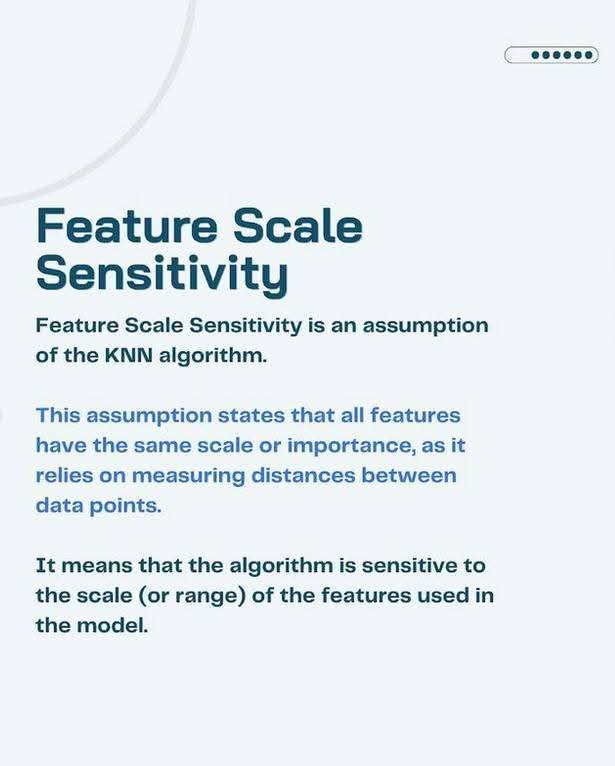 Feature Scale
Sensitivity
Feature Scale Sensitivity is an assumption
of the KNN algorithm.
This assumption states that all features
have the same scale or importance, as it
relies on measuring distances between
data points.
It means that the algorithm is sensitive to
the scale (or range) of the features used in
the model.